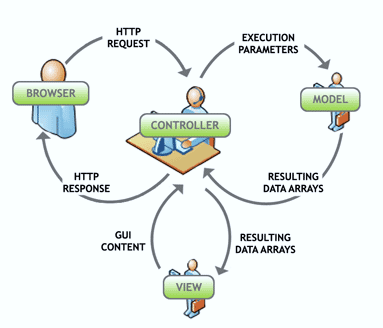 HTTP
REQUEST
EXECUTION
PARAMETERS
BROWSER
CONTROLLER
MODEL
HTTP
RESPONSE
RESULTING
DATA ARRAYS
GUI
CONTENT
RESULTING
DATA ARRAYS
VIEW